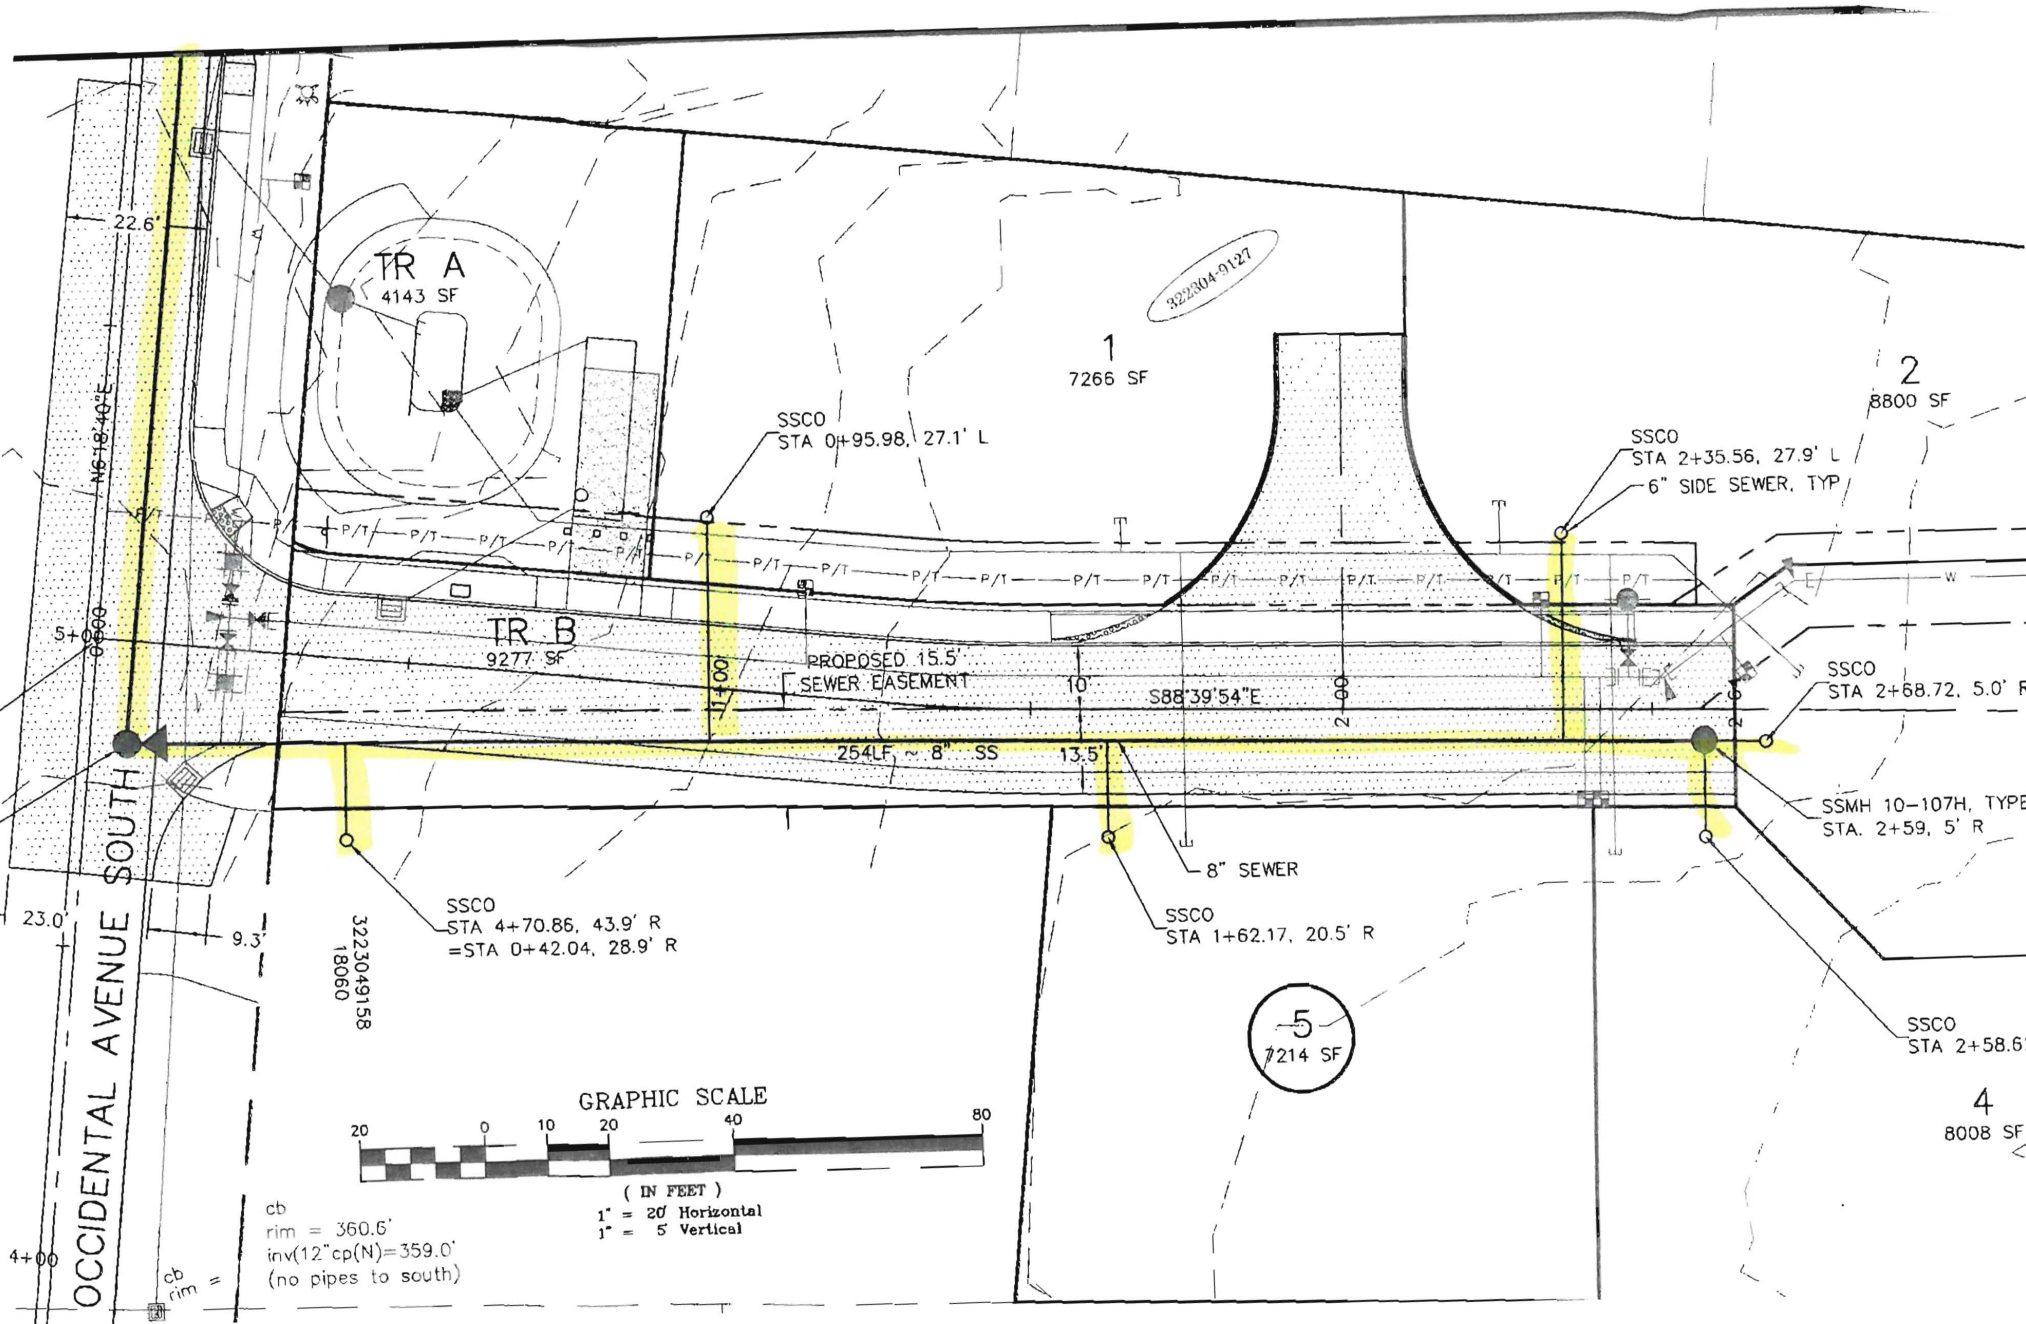 22.6'
TR A
4143 SF
322304-9127
1
7266 SF
2
8800 SF
N6°18'40"E
SSCO
STA 0+95.98, 27.1' L
SSCO
STA 2+35.56, 27.9' L
6" SIDE SEWER, TYP
P/T P/T P/T P/T P/T P/T P/T P/T P/T P/T P/T P/T P/T P/T P/T P/T P/T P/T
W
W
E
TR B
9277 SF
0+00
1+00
PROPOSED 15.5'
SEWER EASEMENT
10'
S88°39'54"E
SSCO
STA 2+68.72, 5.0' R
254LF ~ 8" SS
13.5'
SSMH 10-107H, TYPE
STA. 2+59, 5' R
8" SEWER
SSCO
STA 4+70.86, 43.9' R
=STA 0+42.04, 28.9' R
SSCO
STA 1+62.17, 20.5' R
23.0'
9.3'
3223049158
18060
OCCIDENTAL AVENUE SOUTH
5
7214 SF
SSCO
STA 2+58.6
4
8008 SF
GRAPHIC SCALE
20 0 10 20 40 80
( IN FEET )
1" = 20' Horizontal
1" = 5' Vertical
cb
rim = 360.6'
inv(12"cp(N)=359.0'
(no pipes to south)
4+00
cb
rim =